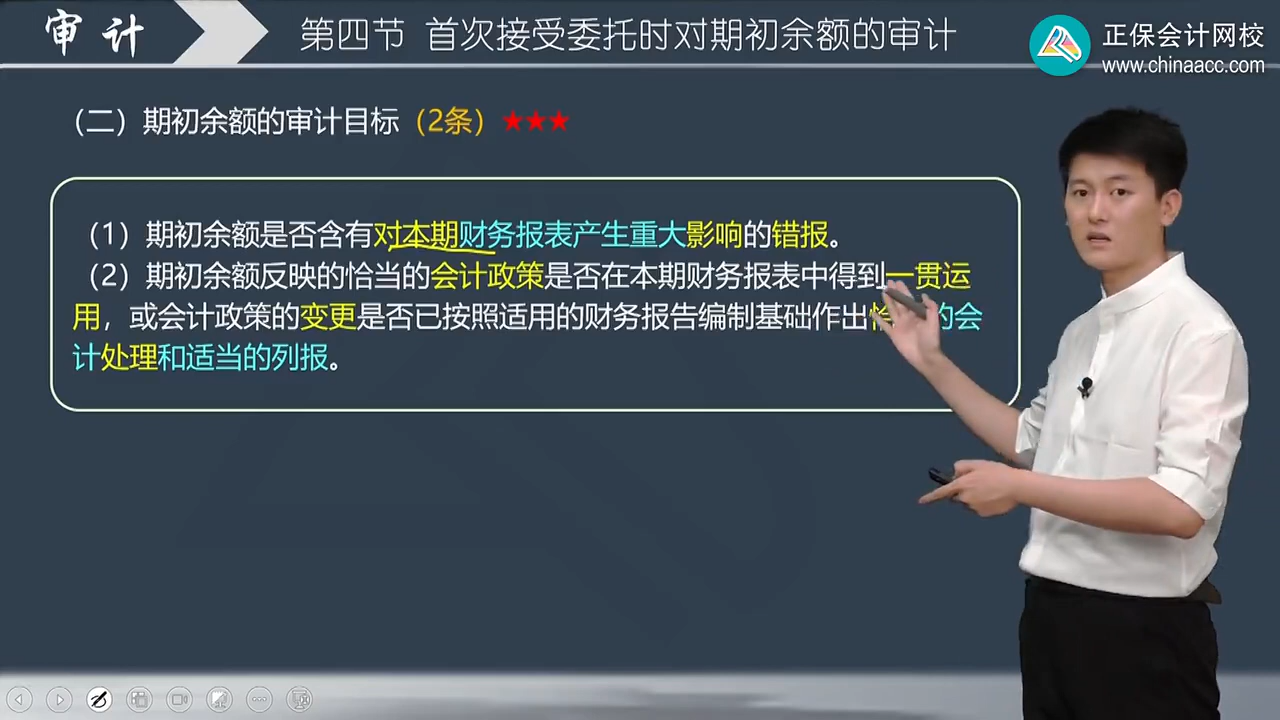 审 计
第四节 首次接受委托时对期初余额的审计
正保会计网校
www.chinaacc.com
（二）期初余额的审计目标（2条）★★★
（1）期初余额是否含有对本期财务报表产生重大影响的错报。
（2）期初余额反映的恰当的会计政策是否在本期财务报表中得到一贯运
用，或会计政策的变更是否已按照适用的财务报告编制基础作出恰 的会
计处理和适当的列报。